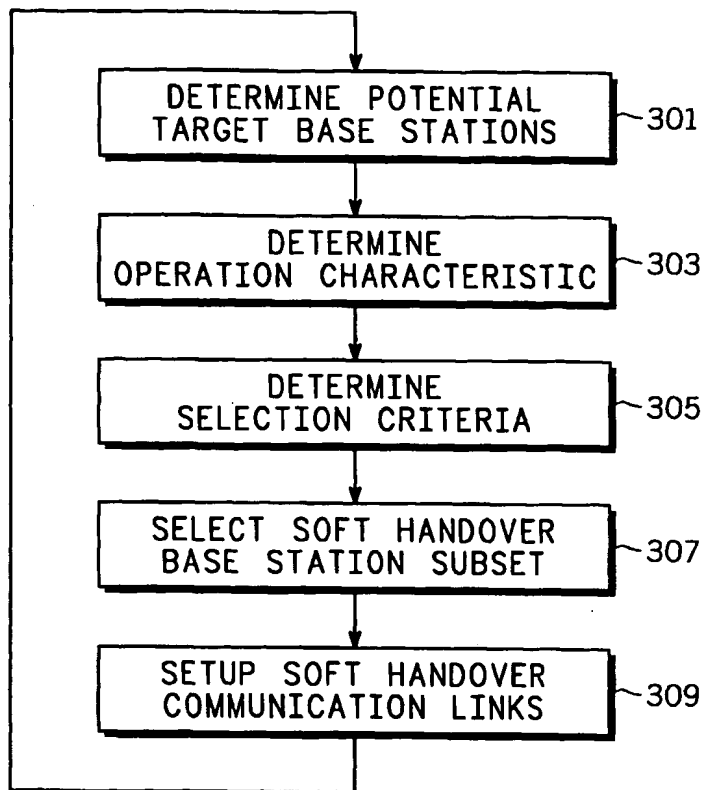 DETERMINE POTENTIAL
TARGET BASE STATIONS
301
DETERMINE
OPERATION CHARACTERISTIC
303
DETERMINE
SELECTION CRITERIA
305
SELECT SOFT HANDOVER
BASE STATION SUBSET
307
SETUP SOFT HANDOVER
COMMUNICATION LINKS
309